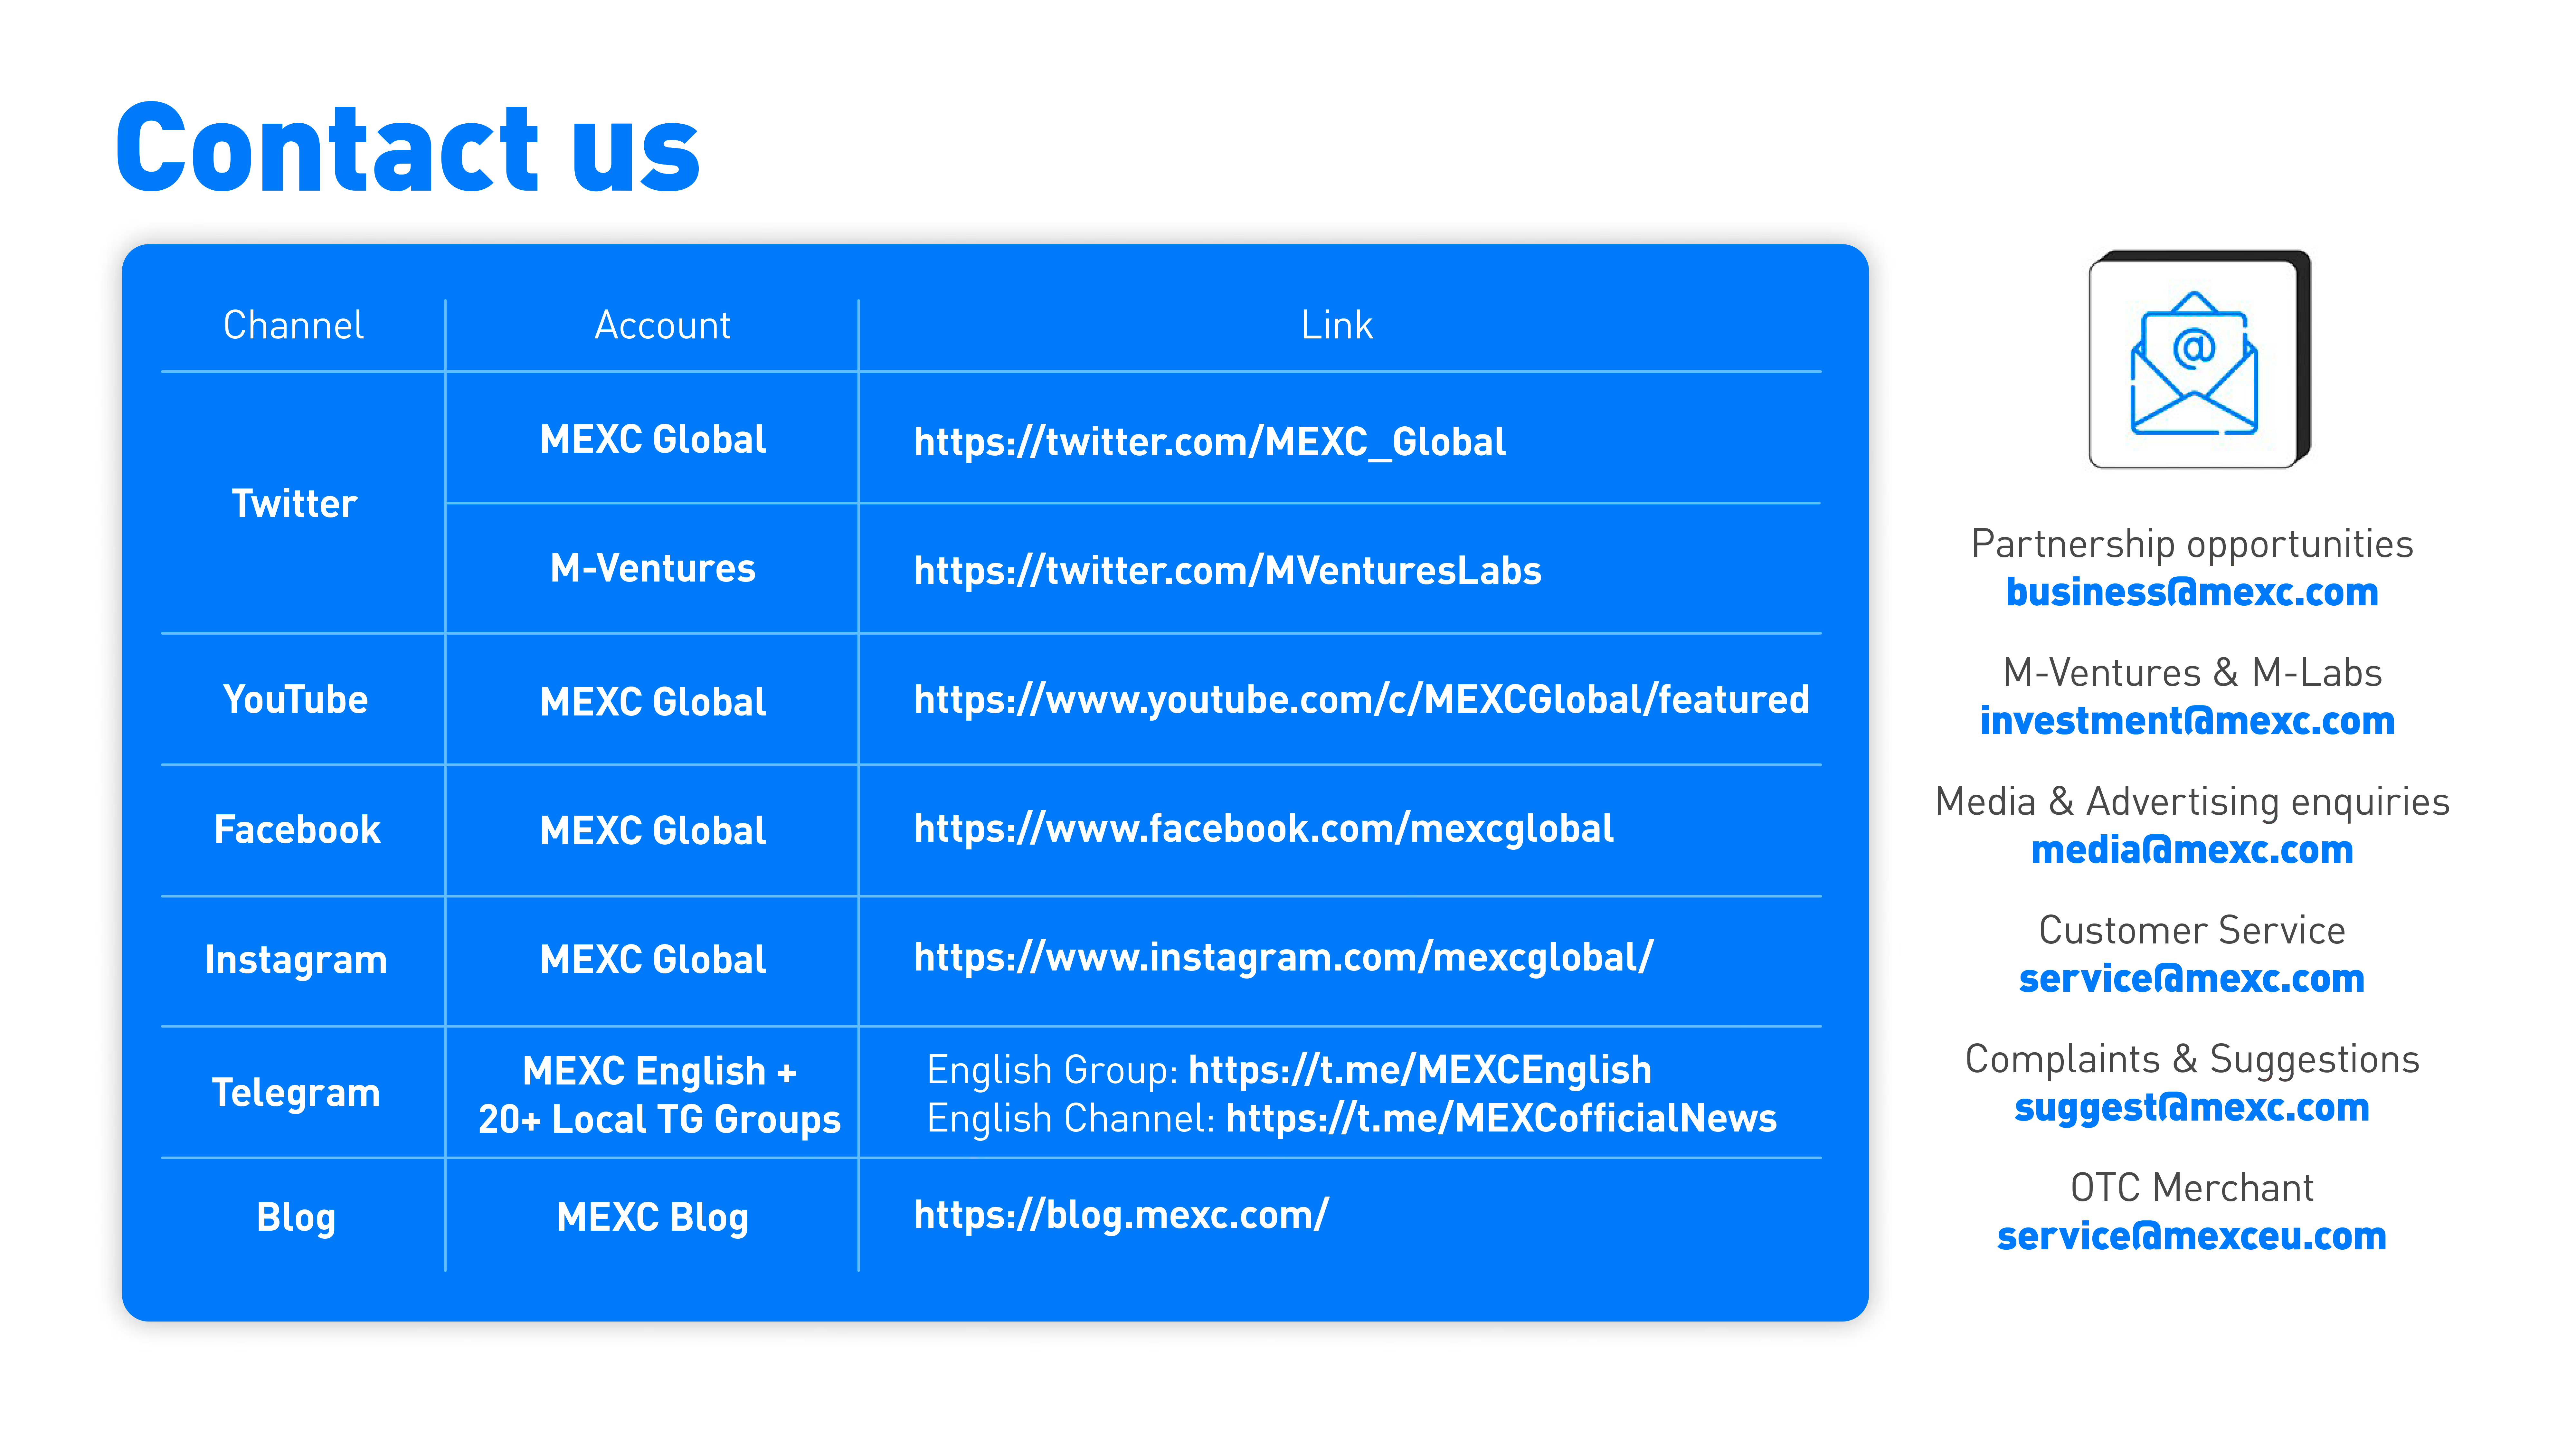 Contact us
Channel Account Link
Twitter
MEXC Global https://twitter.com/MEXC_Global
M-Ventures https://twitter.com/MVenturesLabs
YouTube MEXC Global https://www.youtube.com/c/MEXCGlobal/featured
Facebook MEXC Global https://www.facebook.com/mexcglobal
Instagram MEXC Global https://www.instagram.com/mexcglobal/
Telegram
MEXC English +
20+ Local TG Groups
English Group: https://t.me/MEXCEnglish
English Channel: https://t.me/MEXCofficialNews
Blog MEXC Blog https://blog.mexc.com/
@
Partnership opportunities
business@mexc.com
M-Ventures & M-Labs
investment@mexc.com
Media & Advertising enquiries
media@mexc.com
Customer Service
service@mexc.com
Complaints & Suggestions
suggest@mexc.com
OTC Merchant
service@mexceu.com